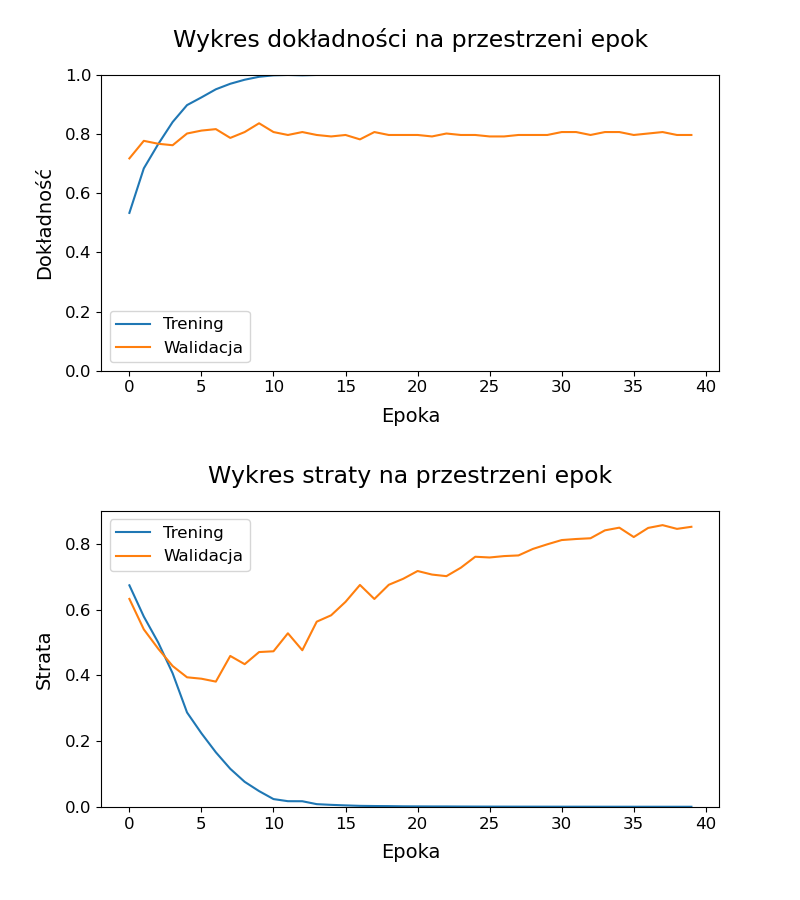 Wykres dokładności na przestrzeni epok
1.0
0.8
0.6
0.4
0.2
0.0
Dokładność
Trening
Walidacja
0 5 10 15 20 25 30 35 40
Epoka
Wykres straty na przestrzeni epok
Trening
Walidacja
0.8
0.6
0.4
0.2
0.0
Strata
0 5 10 15 20 25 30 35 40
Epoka